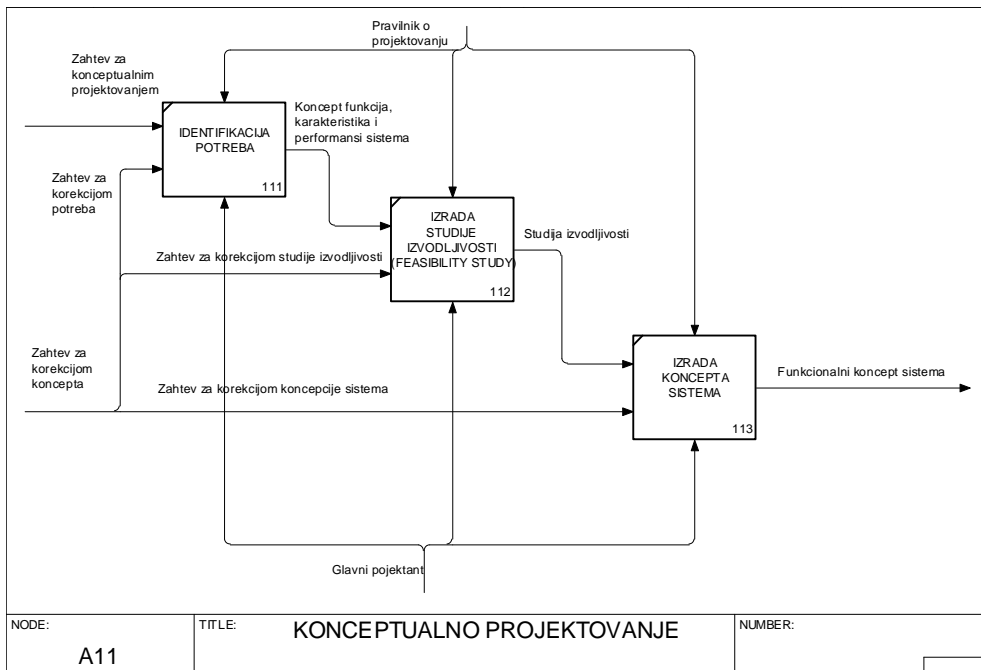 Pravilnik o
projektovanju
Zahtev za
konceptualnim
projektovanjem
IDENTIFIKACIJA
POTREBA
111
Koncept funkcija,
karakteristika i
performansi sistema
Zahtev za
korekcijom
potreba
IZRADA
STUDIJE
IZVODLJIVOSTI
(FEASIBILITY STUDY)
112
Studija izvodljivosti
Zahtev za korekcijom studije izvodljivosti
Zahtev za
korekcijom
koncepta
Zahtev za korekcijom koncepcije sistema
IZRADA
KONCEPTA
SISTEMA
113
Funkcionalni koncept sistema
Glavni pojektant
NODE:
A11
TITLE:
KONCEPTUALNO PROJEKTOVANJE
NUMBER: